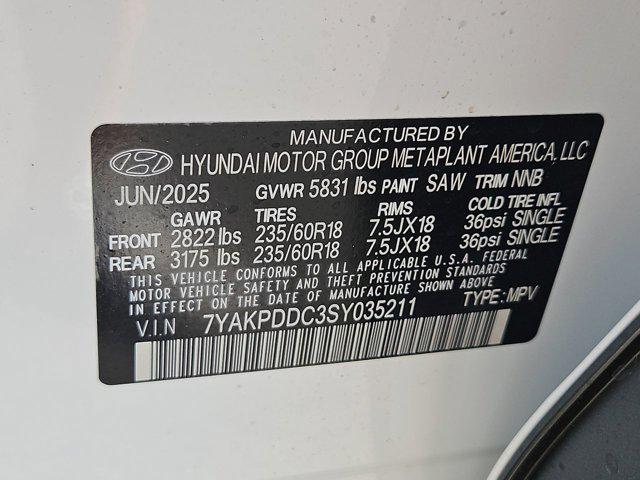 MANUFACTURED BY
HYUNDAI MOTOR GROUP METAPLANT AMERICA, LLC
JUN/2025 GVWR 5831 lbs PAINT SAW TRIM NNB
GAWR TIRES RIMS COLD TIRE INFL
FRONT 2822 lbs 235/60R18 7.5JX18 36psi SINGLE
REAR 3175 lbs 235/60R18 7.5JX18 36psi SINGLE
THIS VEHICLE CONFORMS TO ALL APPLICABLE U.S.A. FEDERAL
MOTOR VEHICLE SAFETY AND THEFT PREVENTION STANDARDS
IN EFFECT ON THE DATE OF MANUFACTURE SHOWN ABOVE.
V.I.N 7YAKPDDC3SY035211 TYPE: MPV